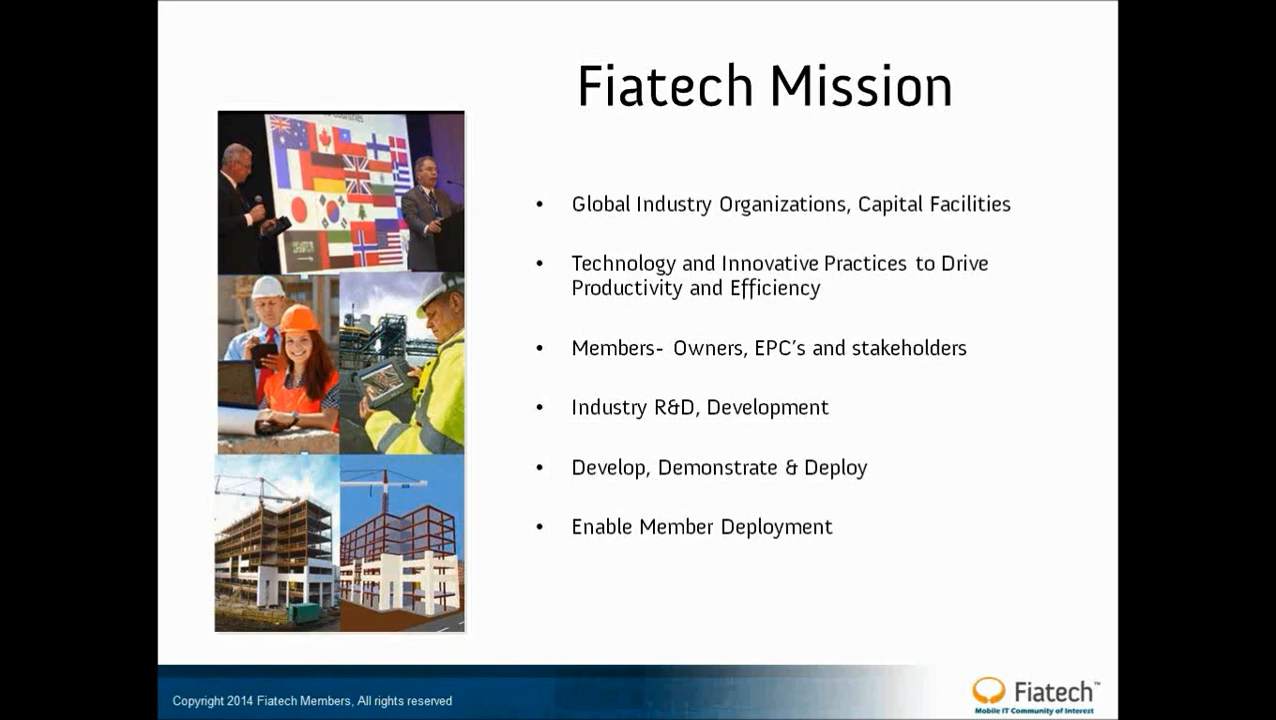 Fiatech Mission
• Global Industry Organizations, Capital Facilities
• Technology and Innovative Practices to Drive
Productivity and Efficiency
• Members- Owners, EPC’s and stakeholders
• Industry R&D, Development
• Develop, Demonstrate & Deploy
• Enable Member Deployment
Copyright 2014 Fiatech Members, All rights reserved
Fiatech™
Mobile IT Community of Interest